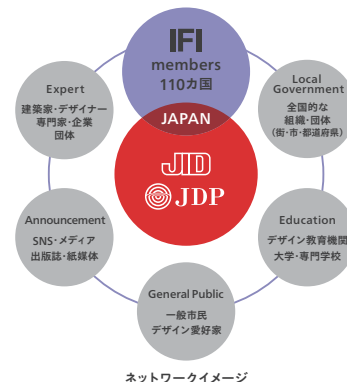 IFI
members
110カ国
JAPAN
JID
JDP
Expert
建築家・デザイナー
専門家・企業
団体
Local
Government
全国的な
組織・団体
(街・市・都道府県)
Announcement
SNS・メディア
出版誌・紙媒体
Education
デザイン教育機関
大学・専門学校
General Public
一般市民
デザイン愛好家
ネットワークイメージ